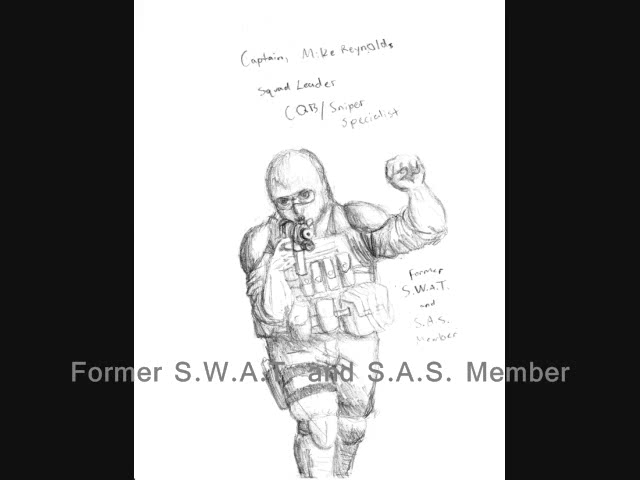 Captain, Mike Reynolds
Squad Leader
CQB/Sniper
Specialist
Former
S.W.A.T.
and
S.A.S.
Member
Former S.W.A.T. and S.A.S. Member